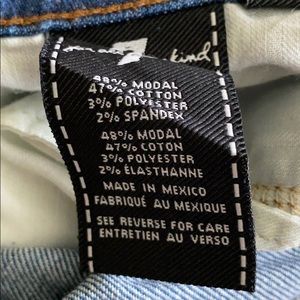 kind
48% MODAL
47% COTTON
3% POLYESTER
2% SPANDEX
48% MODAL
47% COTON
3% POLYESTER
2% ÉLASTHANNE
MADE IN MEXICO
FABRIQUÉ AU MEXIQUE
SEE REVERSE FOR CARE
ENTRETIEN AU VERSO